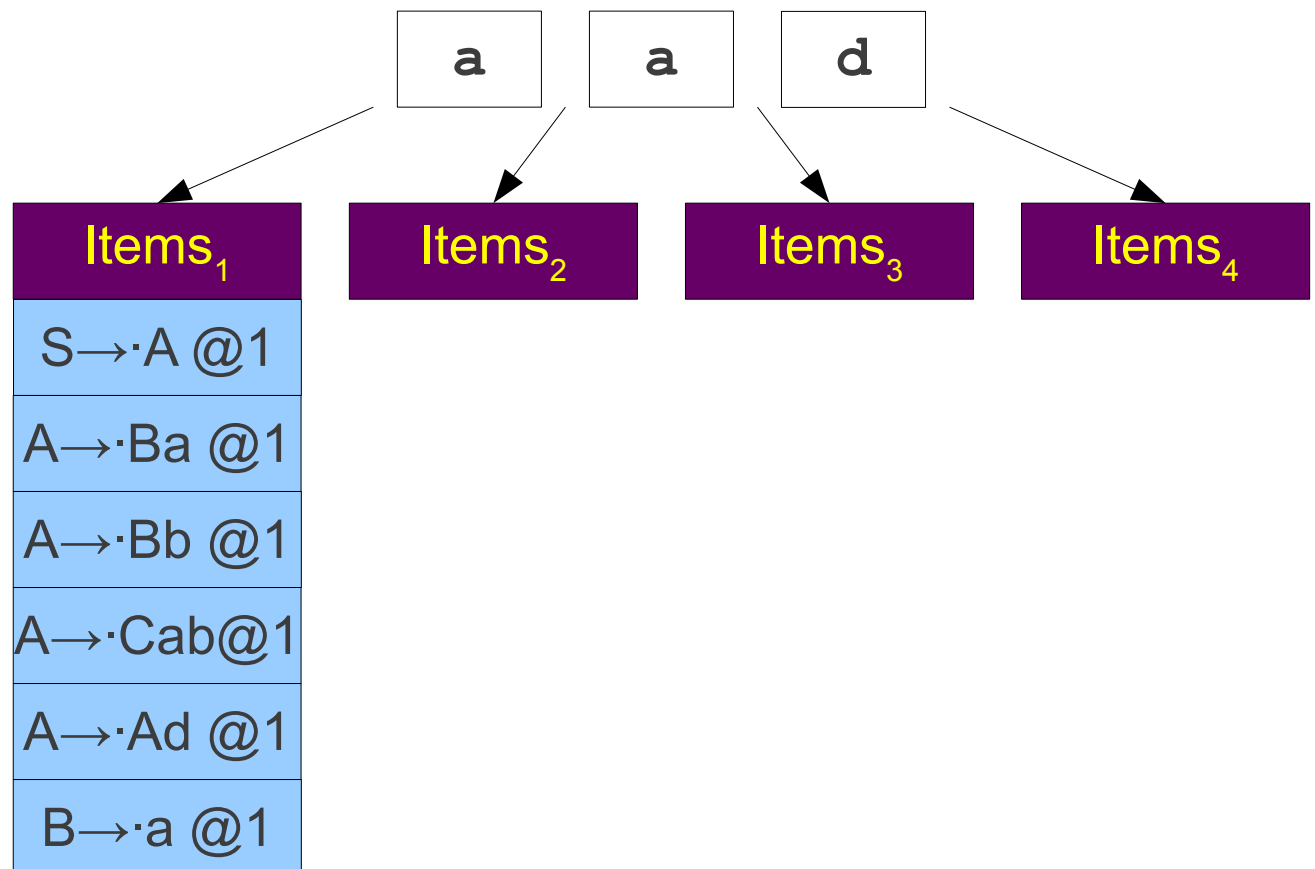 a a d
Items₁ Items₂ Items₃ Items₄
S→·A @1
A→·Ba @1
A→·Bb @1
A→·Cab@1
A→·Ad @1
B→·a @1